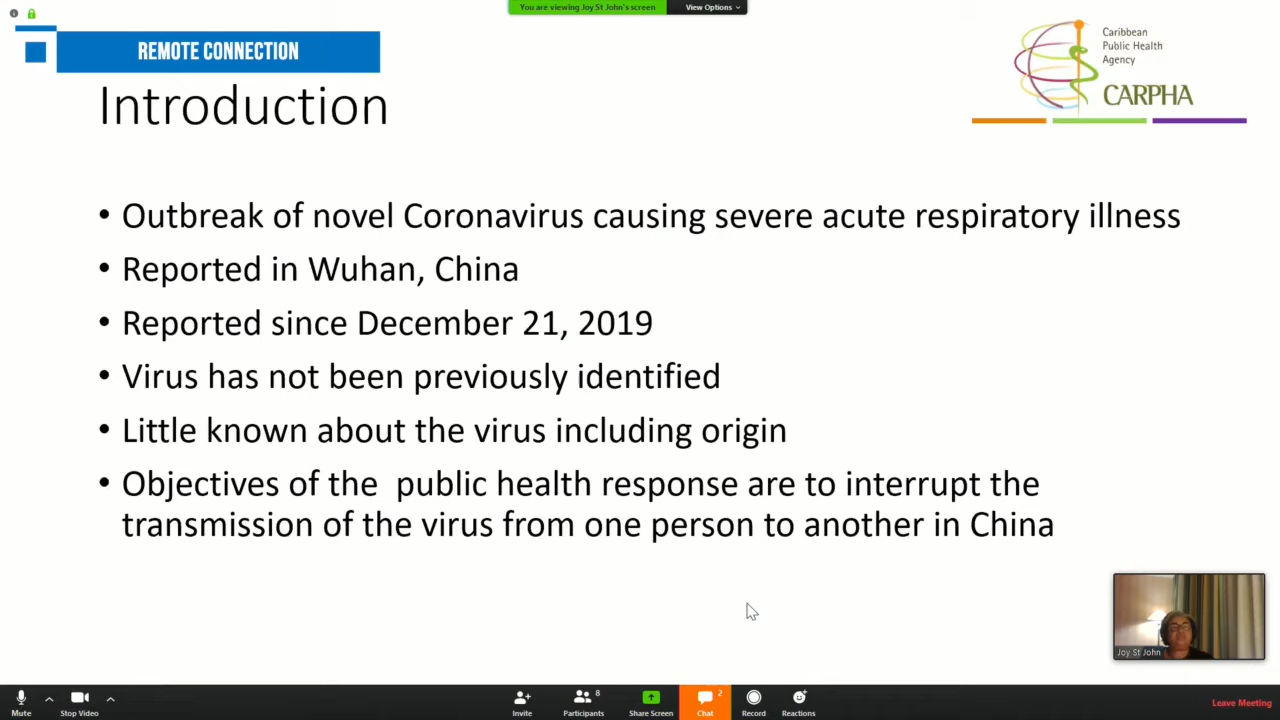 You are viewing Joy St John's screen
View Options
REMOTE CONNECTION
Caribbean
Public Health
Agency
CARPHA
Introduction
• Outbreak of novel Coronavirus causing severe acute respiratory illness
• Reported in Wuhan, China
• Reported since December 21, 2019
• Virus has not been previously identified
• Little known about the virus including origin
• Objectives of the public health response are to interrupt the
transmission of the virus from one person to another in China
Joy St John
8
2
Mute
Stop Video
Invite
Participants
Share Screen
Chat
Record
Reactions
Leave Meeting